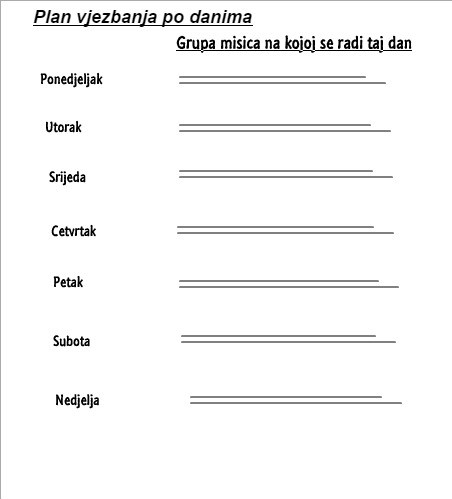 Plan vjezbanja po danima
Grupa misica na kojoj se radi taj dan
Ponedjeljak
Utorak
Srijeda
Cetvrtak
Petak
Subota
Nedjelja